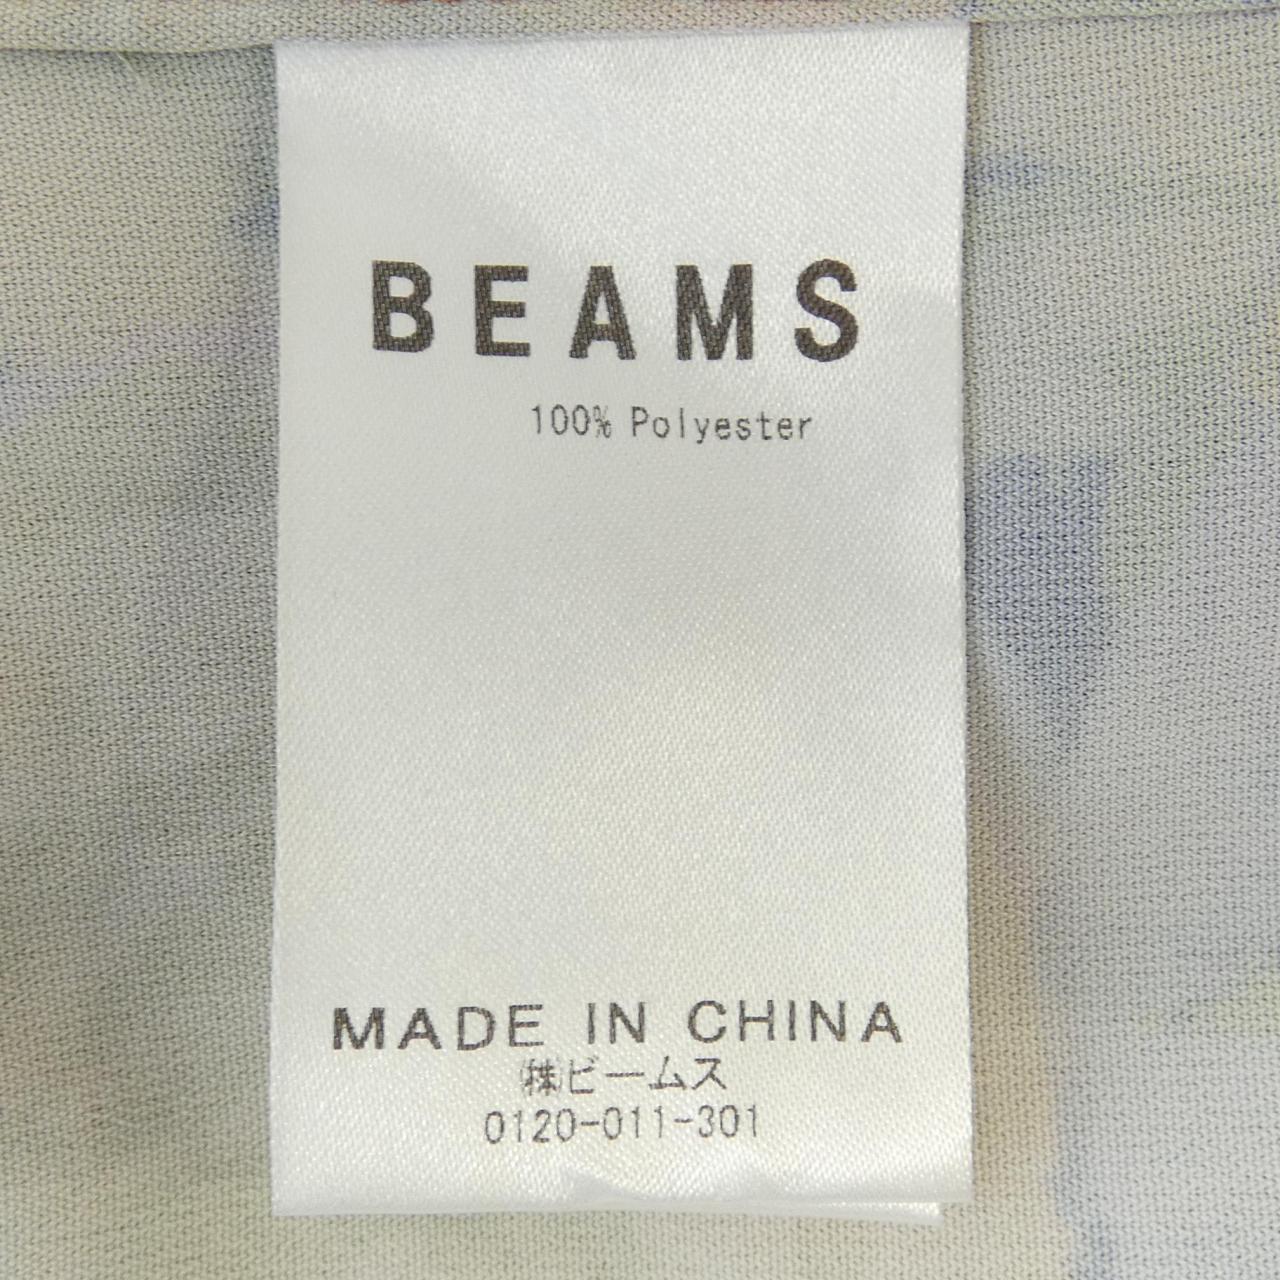 BEAMS
100% Polyester
MADE IN CHINA
㈱ビームス
0120-011-301